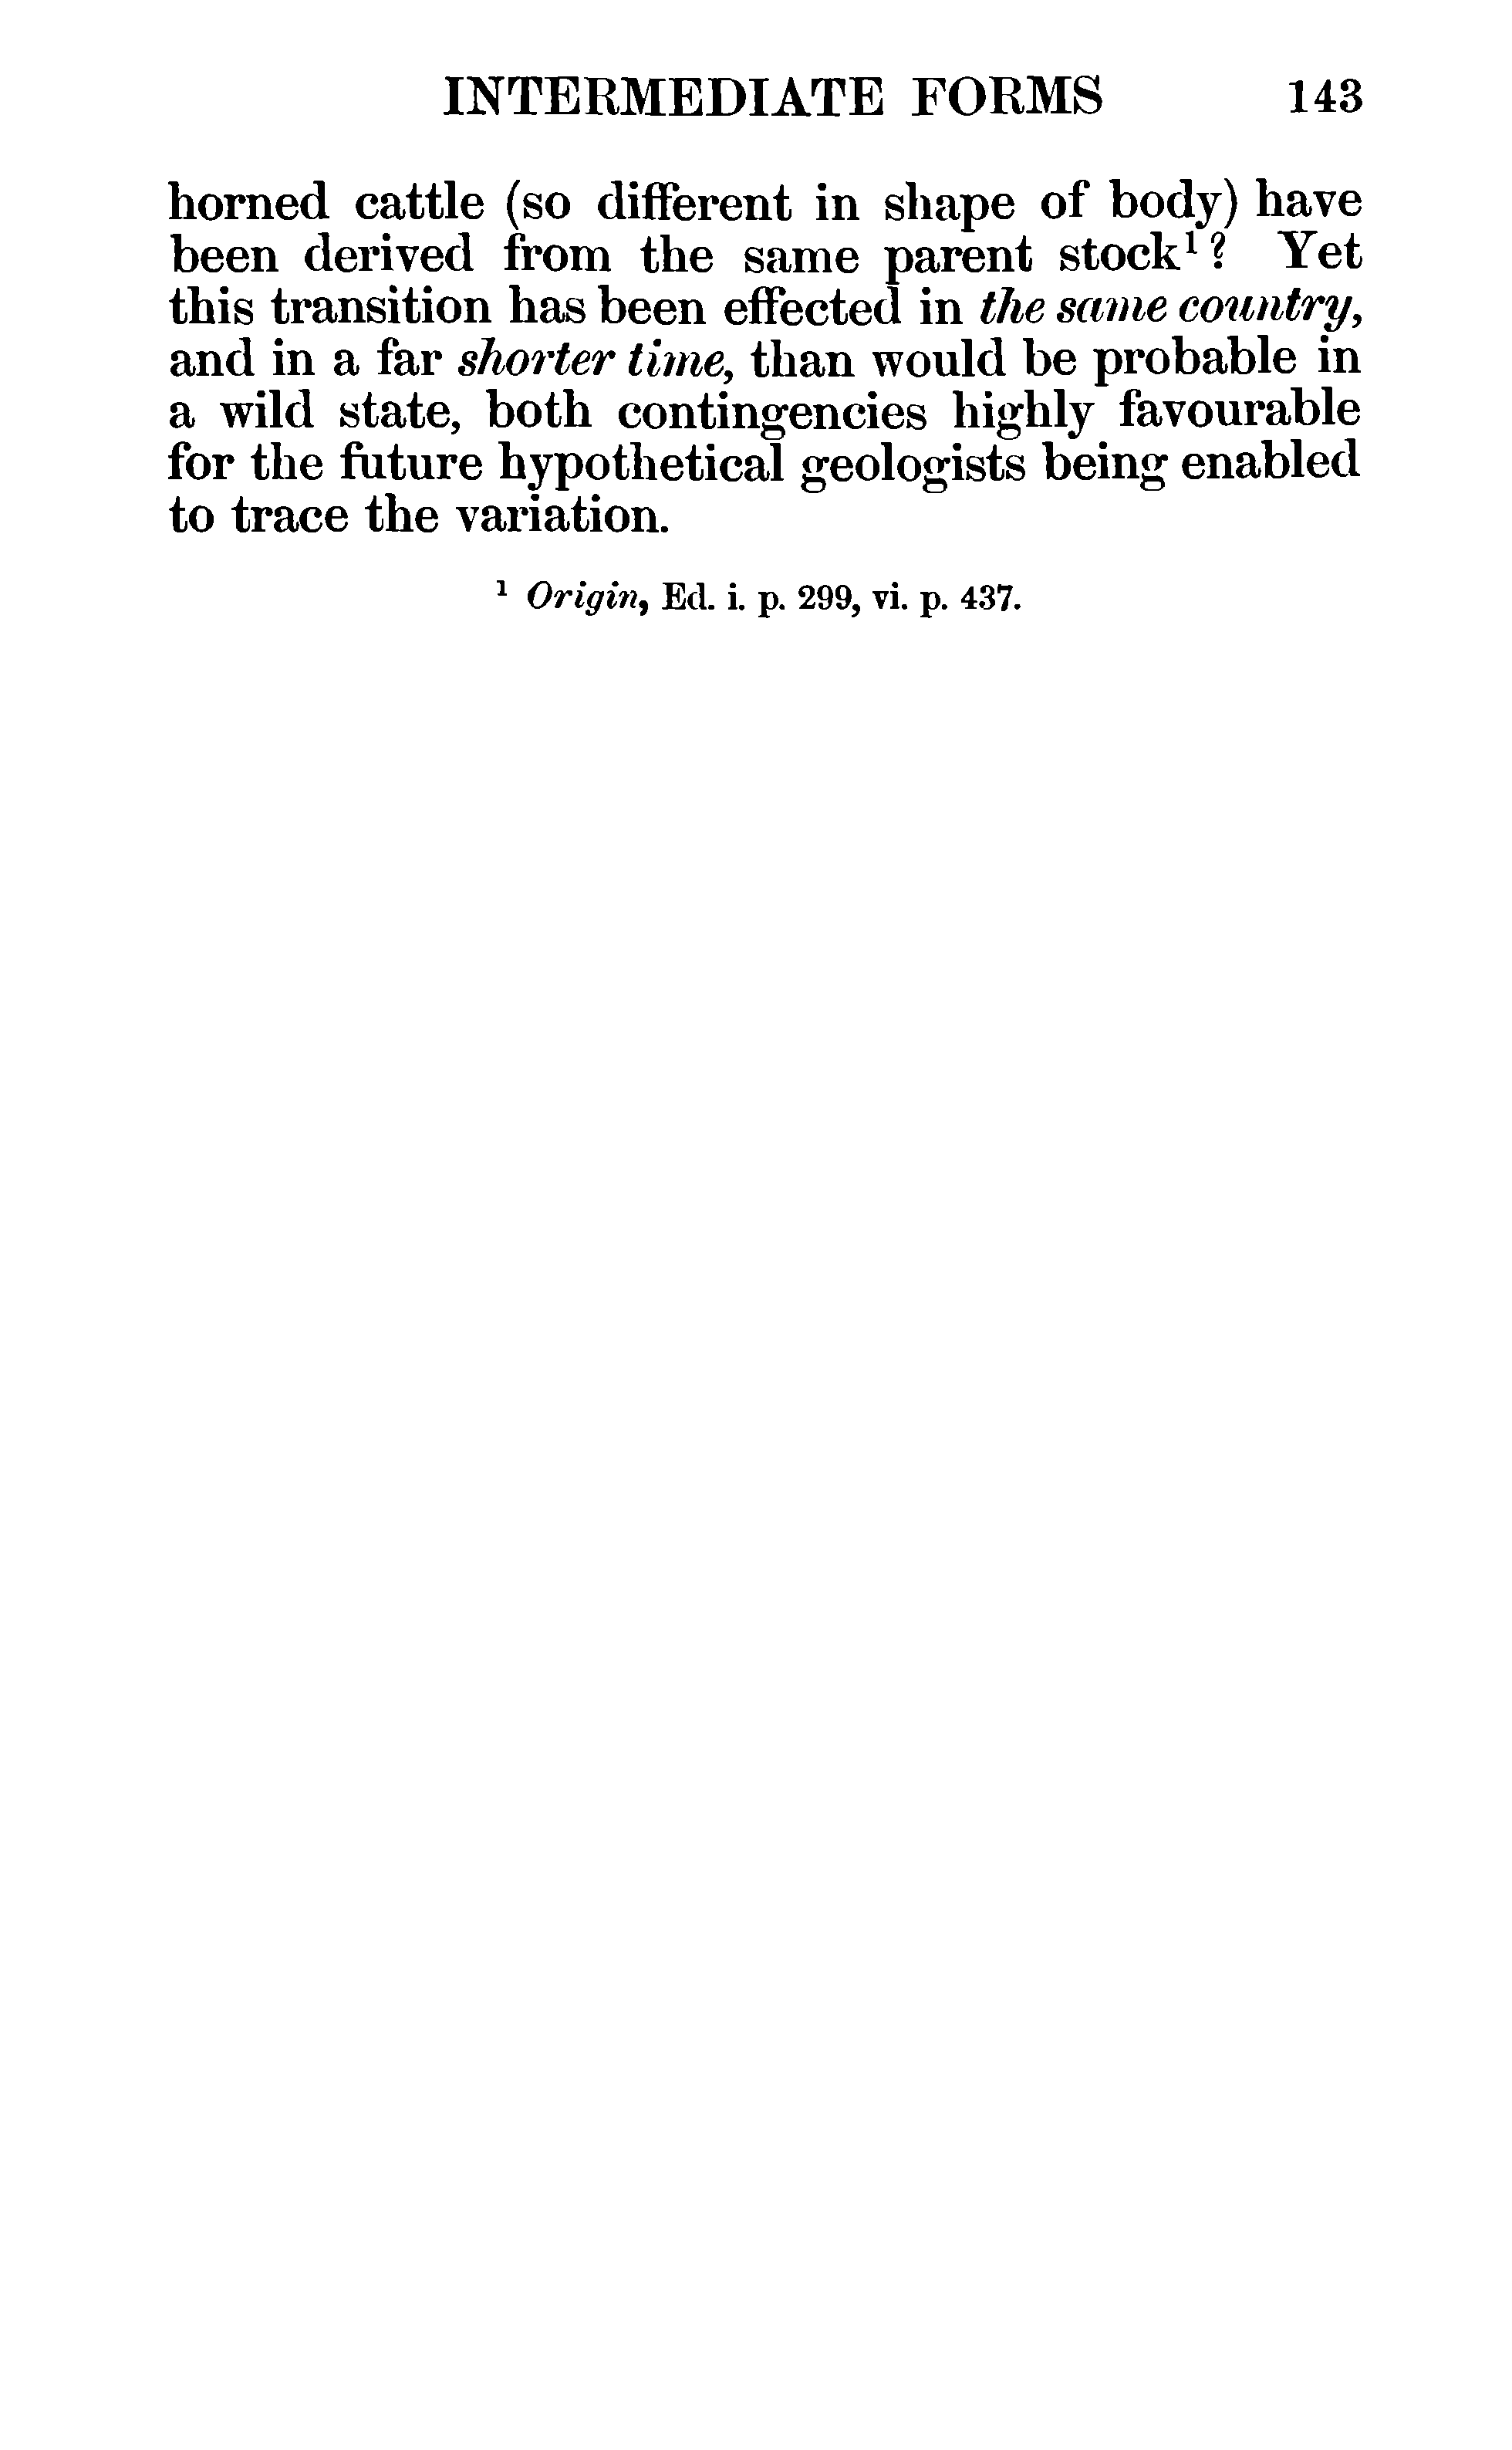 INTERMEDIATE FORMS 143
horned cattle (so different in shape of body) have
been derived from the same parent stock¹? Yet
this transition has been effected in the same country,
and in a far shorter time, than would be probable in
a wild state, both contingencies highly favourable
for the future hypothetical geologists being enabled
to trace the variation.
¹ Origin, Ed. i. p. 299, vi. p. 437.